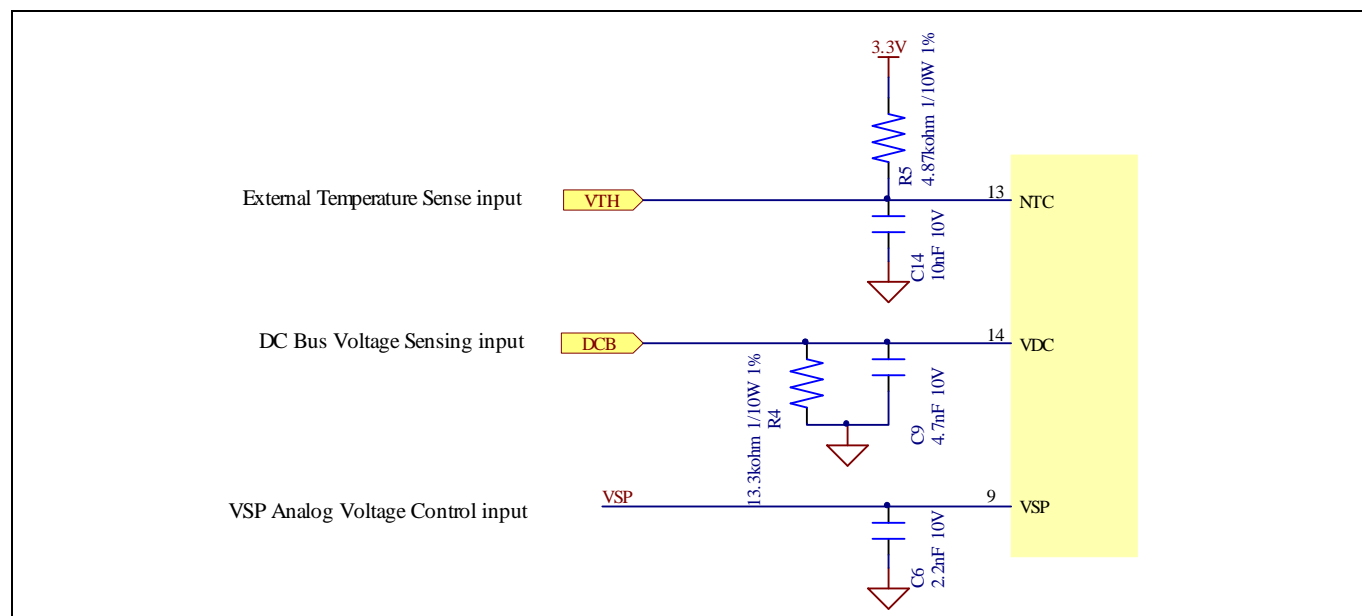 3.3V
R5
4.87kohm 1/10W 1%
External Temperature Sense input
VTH
13
NTC
C14
10nF 10V
DC Bus Voltage Sensing input
DCB
14
VDC
13.3kohm 1/10W 1%
R4
C9
4.7nF 10V
VSP Analog Voltage Control input
VSP
9
VSP
C6
2.2nF 10V